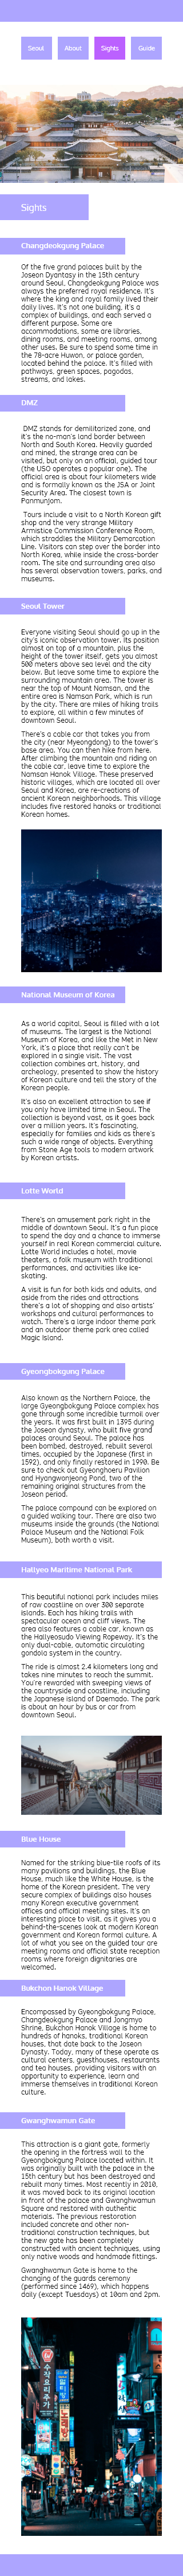 Seoul
About
Sights
Guide
Sights
Changdeokgung Palace
Of the five grand palaces built by the
Joseon Dyantasy in the 15th century
around Seoul, Changdeokgung Palace was
always the preferred royal residence. It's
where the king and royal family lived their
daily lives. It's not one building, it's a
complex of buildings, and each served a
different purpose. Some are
accommodations, some are libraries,
dining rooms, and meeting rooms, among
other uses. Be sure to spend some time in
the 78-acre Huwon, or palace garden,
located behind the palace. It's filled with
pathways, green spaces, pogodas,
streams, and lakes.
DMZ
DMZ stands for demilitarized zone, and
it's the no-man's land border between
North and South Korea. Heavily guarded
and mined, the strange area can be
visited, but only on an official, guided tour
(the USO operates a popular one). The
official area is about four kilometers wide
and is formally known as the JSA or Joint
Security Area. The closest town is
Panmunjom.
Tours include a visit to a North Korean gift
shop and the very strange Military
Armistice Commission Conference Room,
which straddles the Military Demarcation
Line. Visitors can step over the border into
North Korea, while inside the cross-border
room. The site and surrounding area also
has several observation towers, parks, and
museums.
Seoul Tower
Everyone visiting Seoul should go up in the
city's iconic observation tower. Its position
almost on top of a mountain, plus the
height of the tower itself, gets you almost
500 meters above sea level and the city
below. But leave some time to explore the
surrounding mountain area. The tower is
near the top of Mount Namsan, and the
entire area is Namsan Park, which is run
by the city. There are miles of hiking trails
to explore, all within a few minutes of
downtown Seoul.
There's a cable car that takes you from
the city (near Myeongdong) to the tower's
base area. You can then hike from here.
After climbing the mountain and riding on
the cable car, leave time to explore the
Namsan Hanok Village. These preserved
historic villages, which are located all over
Seoul and Korea, are re-creations of
ancient Korean neighborhoods. This village
includes five restored hanoks or traditional
Korean homes.
National Museum of Korea
As a world capital, Seoul is filled with a lot
of museums. The largest is the National
Museum of Korea, and like the Met in New
York, it's a place that really can't be
explored in a single visit. The vast
collection combines art, history, and
archeology, presented to show the history
of Korean culture and tell the story of the
Korean people.
It's also an excellent attraction to see if
you only have limited time in Seoul. The
collection is beyond vast, as it goes back
over a million years. It's fascinating,
especially for families and kids as there's
such a wide range of objects. Everything
from Stone Age tools to modern artwork
by Korean artists.
Lotte World
There's an amusement park right in the
middle of downtown Seoul. It's a fun place
to spend the day and a chance to immerse
yourself in real Korean commercial culture.
Lotte World includes a hotel, movie
theaters, a folk museum with traditional
performances, and activities like ice-
skating.
A visit is fun for both kids and adults, and
aside from the rides and attractions
there's a lot of shopping and also artists'
workshops and cultural performances to
watch. There's a large indoor theme park
and an outdoor theme park area called
Magic Island.
Gyeongbokgung Palace
Also known as the Northern Palace, the
large Gyeongbokgung Palace complex has
gone through some incredible turmoil over
the years. It was first built in 1395 during
the Joseon dynasty, who built five grand
palaces around Seoul. The palace has
been bombed, destroyed, rebuilt several
times, occupied by the Japanese (first in
1592), and only finally restored in 1990. Be
sure to check out Gyeonghoeru Pavilion
and Hyangwonjeong Pond, two of the
remaining original structures from the
Joseon period.
The palace compound can be explored on
a guided walking tour. There are also two
museums inside the grounds (the National
Palace Museum and the National Folk
Museum), both worth a visit.
Hallyeo Maritime National Park
This beautiful national park includes miles
of raw coastline on over 300 separate
islands. Each has hiking trails with
spectacular ocean and cliff views. The
area also features a cable car, known as
the Hallyeosudo Viewing Ropeway. It's the
only dual-cable, automatic circulating
gondola system in the country.
The ride is almost 2.4 kilometers long and
takes nine minutes to reach the summit.
You're rewarded with sweeping views of
the countryside and coastline, including
the Japanese island of Daemado. The park
is about an hour by bus or car from
downtown Seoul.
Blue House
Named for the striking blue-tile roofs of its
many pavilions and buildings, the Blue
House, much like the White House, is the
home of the Korean president. The very
secure complex of buildings also houses
many Korean executive government
offices and official meeting sites. It's an
interesting place to visit, as it gives you a
behind-the-scenes look at modern Korean
government and Korean formal culture. A
lot of what you see on the guided tour are
meeting rooms and official state reception
rooms where foreign dignitaries are
welcomed.
Bukchon Hanok Village
Encompassed by Gyeongbokgung Palace,
Changdeokgung Palace and Jongmyo
Shrine, Bukchon Hanok Village is home to
hundreds of hanoks, traditional Korean
houses, that date back to the Joseon
Dynasty. Today, many of these operate as
cultural centers, guesthouses, restaurants
and tea houses, providing visitors with an
opportunity to experience, learn and
immerse themselves in traditional Korean
culture.
Gwanghwamun Gate
This attraction is a giant gate, formerly
the opening in the fortress wall to the
Gyeongbokgung Palace located within. It
was originally built with the palace in the
15th century but has been destroyed and
rebuilt many times. Most recently in 2010,
it was moved back to its original location
in front of the palace and Gwanghwamun
Square and restored with authentic
materials. The previous restoration
included concrete and other non-
traditional construction techniques, but
the new gate has been completely
constructed with ancient techniques, using
only native woods and handmade fittings.
Gwanghwamun Gate is home to the
changing of the guards ceremony
(performed since 1469), which happens
daily (except Tuesdays) at 10am and 2pm.